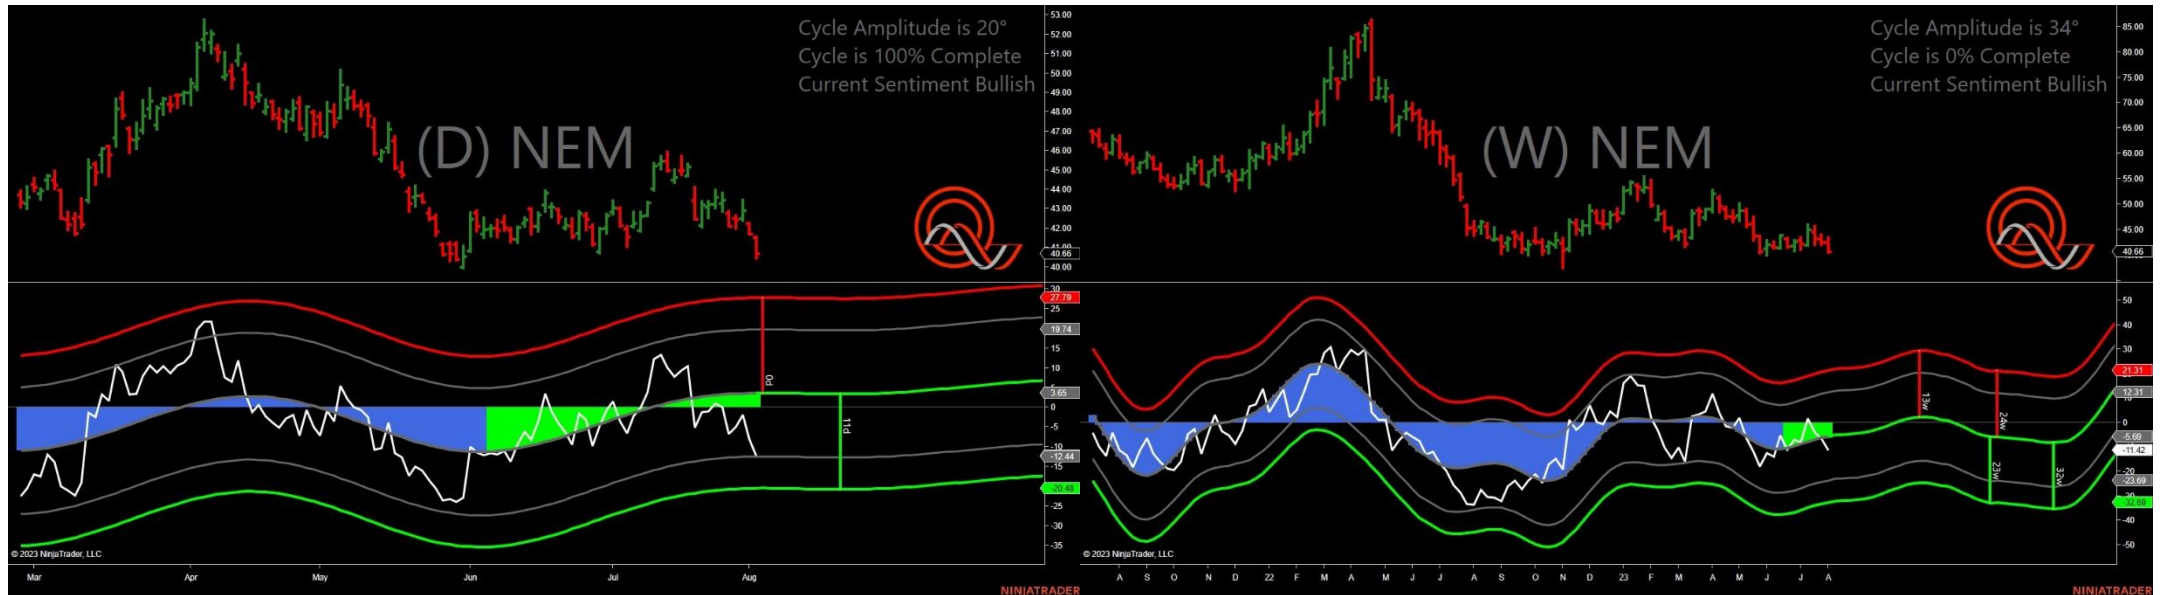 Cycle Amplitude is 20°
Cycle is 100% Complete
Current Sentiment Bullish
(D) NEM
53.00
52.00
51.00
50.00
49.00
48.00
47.00
46.00
45.00
44.00
43.00
42.00
41.00
40.66
40.00
30
27.79
25
19.74
15
10
3.65
0
-5
-10
-12.44
-15
-20.48
-25
-30
-35
0d
11d
© 2023 NinjaTrader, LLC
Mar Apr May Jun Jul Aug
NINJATRADER
Cycle Amplitude is 34°
Cycle is 0% Complete
Current Sentiment Bullish
(W) NEM
85.00
80.00
75.00
70.00
65.00
60.00
55.00
50.00
45.00
40.66
50
40
30
21.31
12.31
0
-5.69
-11.42
-20
-23.69
-32.69
-40
-50
13w
24w
23w
32w
© 2023 NinjaTrader, LLC
A S O N D 22 F M A M J J A S O N D 23 F M A M J J A
NINJATRADER